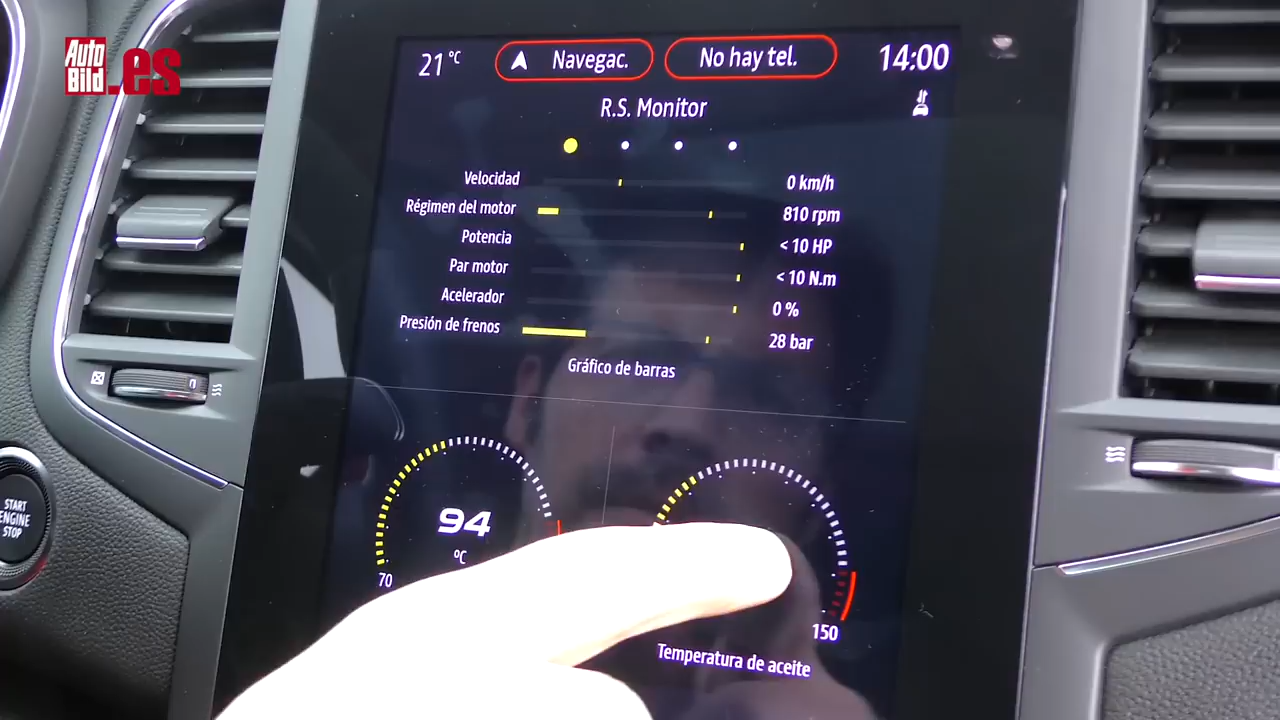 Auto
Bild
.es
21 °C
Navegac.
No hay tel.
14:00
R.S. Monitor
Velocidad 0 km/h
Régimen del motor 810 rpm
Potencia < 10 HP
Par motor < 10 N.m
Acelerador 0 %
Presión de frenos 28 bar
Gráfico de barras
94
°C
70
150
Temperatura de aceite
START
ENGINE
STOP